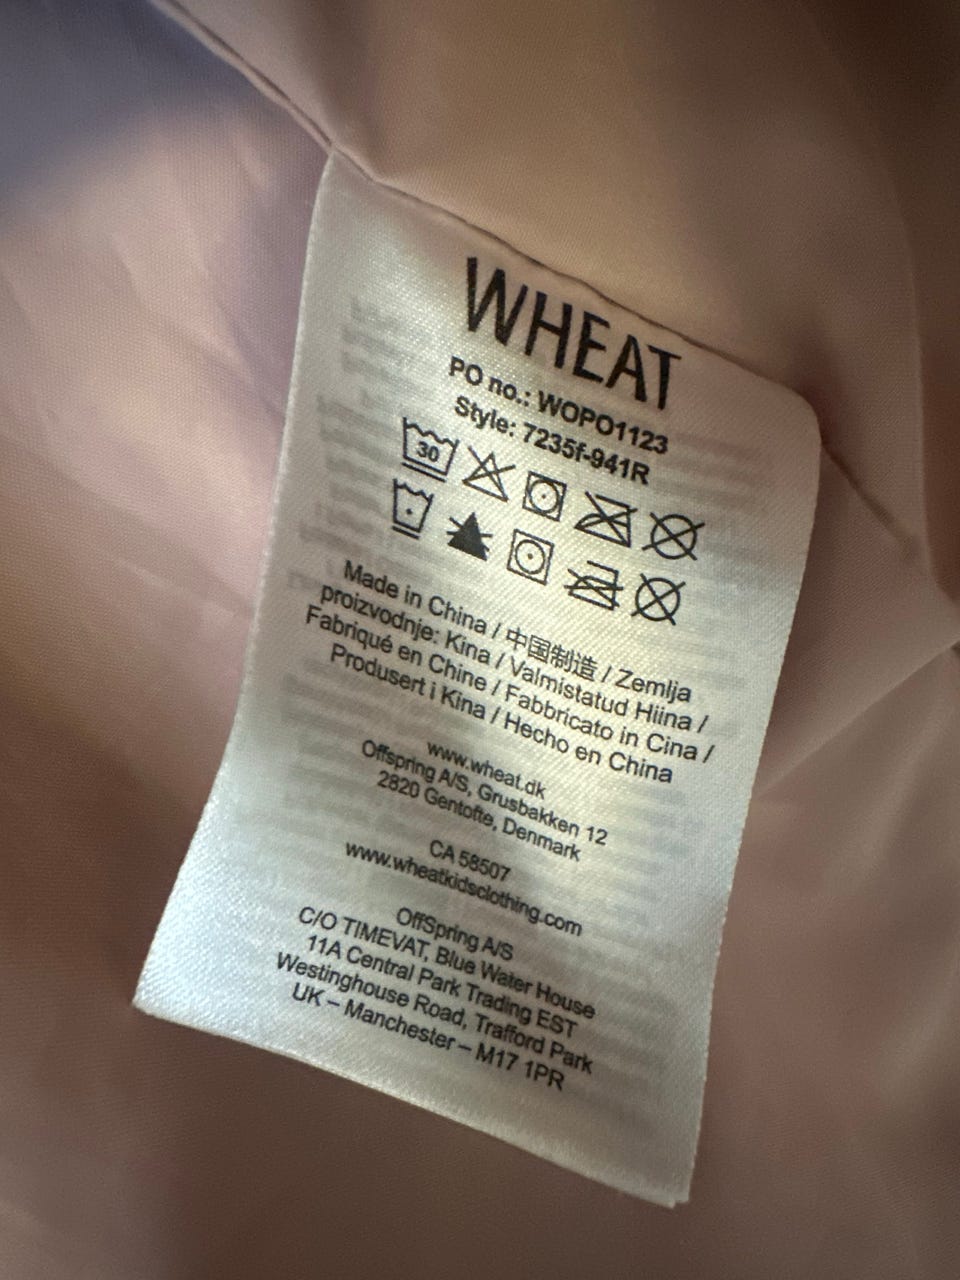 WHEAT
PO no.: WOPO1123
Style: 7235f-941R
30
Made in China / 中国制造 / Zemlja
proizvodnje: Kina / Valmistatud Hiina /
Fabriqué en Chine / Fabbricato in Cina /
Produsert i Kina / Hecho en China
www.wheat.dk
Offspring A/S, Grusbakken 12
2820 Gentofte, Denmark
CA 58507
www.wheatkidsclothing.com
OffSpring A/S
C/O TIMEVAT, Blue Water House
11A Central Park Trading EST
Westinghouse Road, Trafford Park
UK – Manchester – M17 1PR